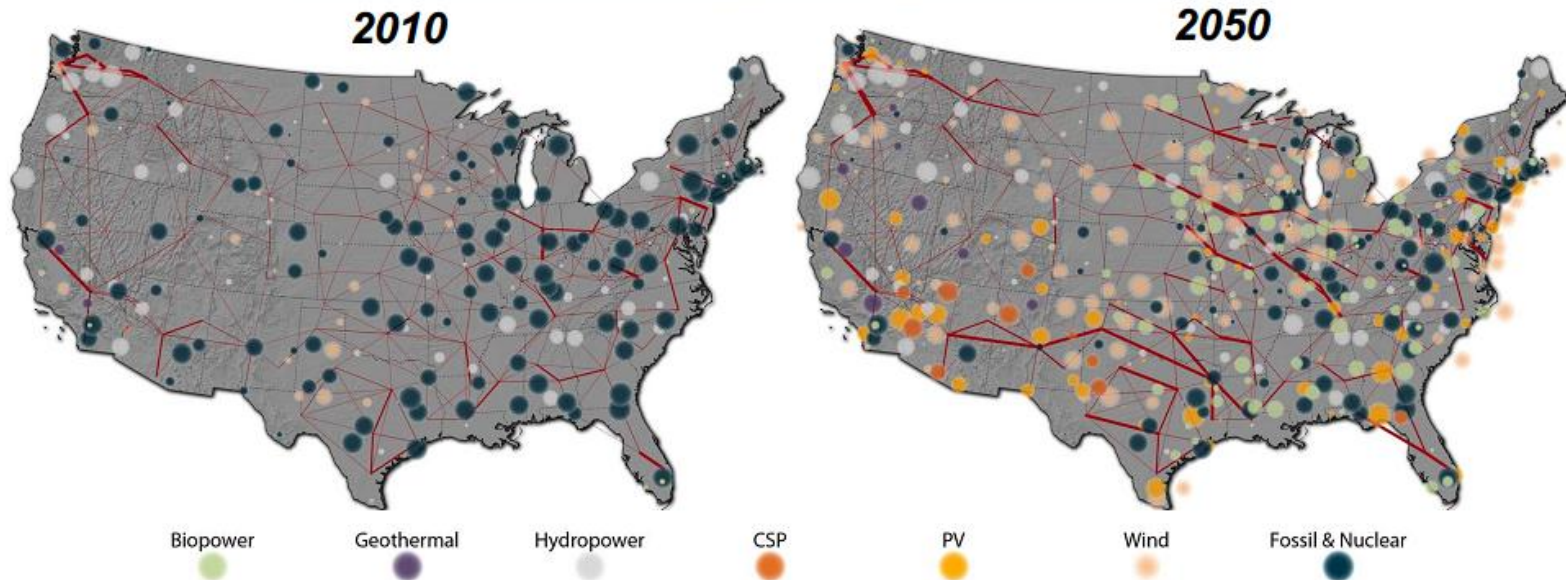 2010
2050
Biopower
Geothermal
Hydropower
CSP
PV
Wind
Fossil & Nuclear